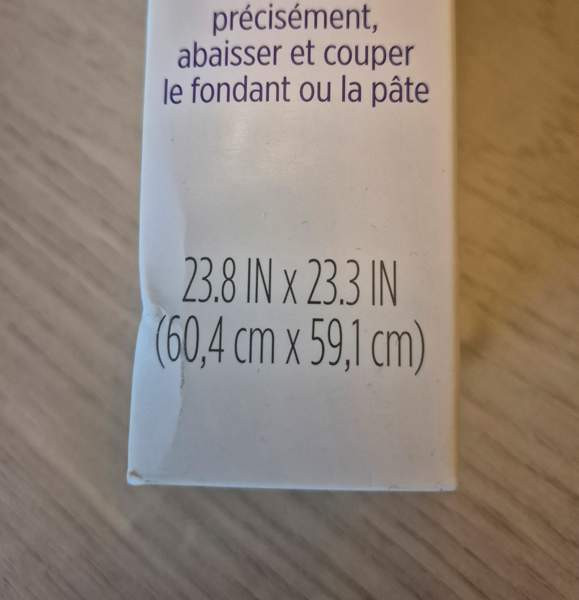 précisément,
abaisser et couper
le fondant ou la pâte
23.8 IN x 23.3 IN
(60,4 cm x 59,1 cm)